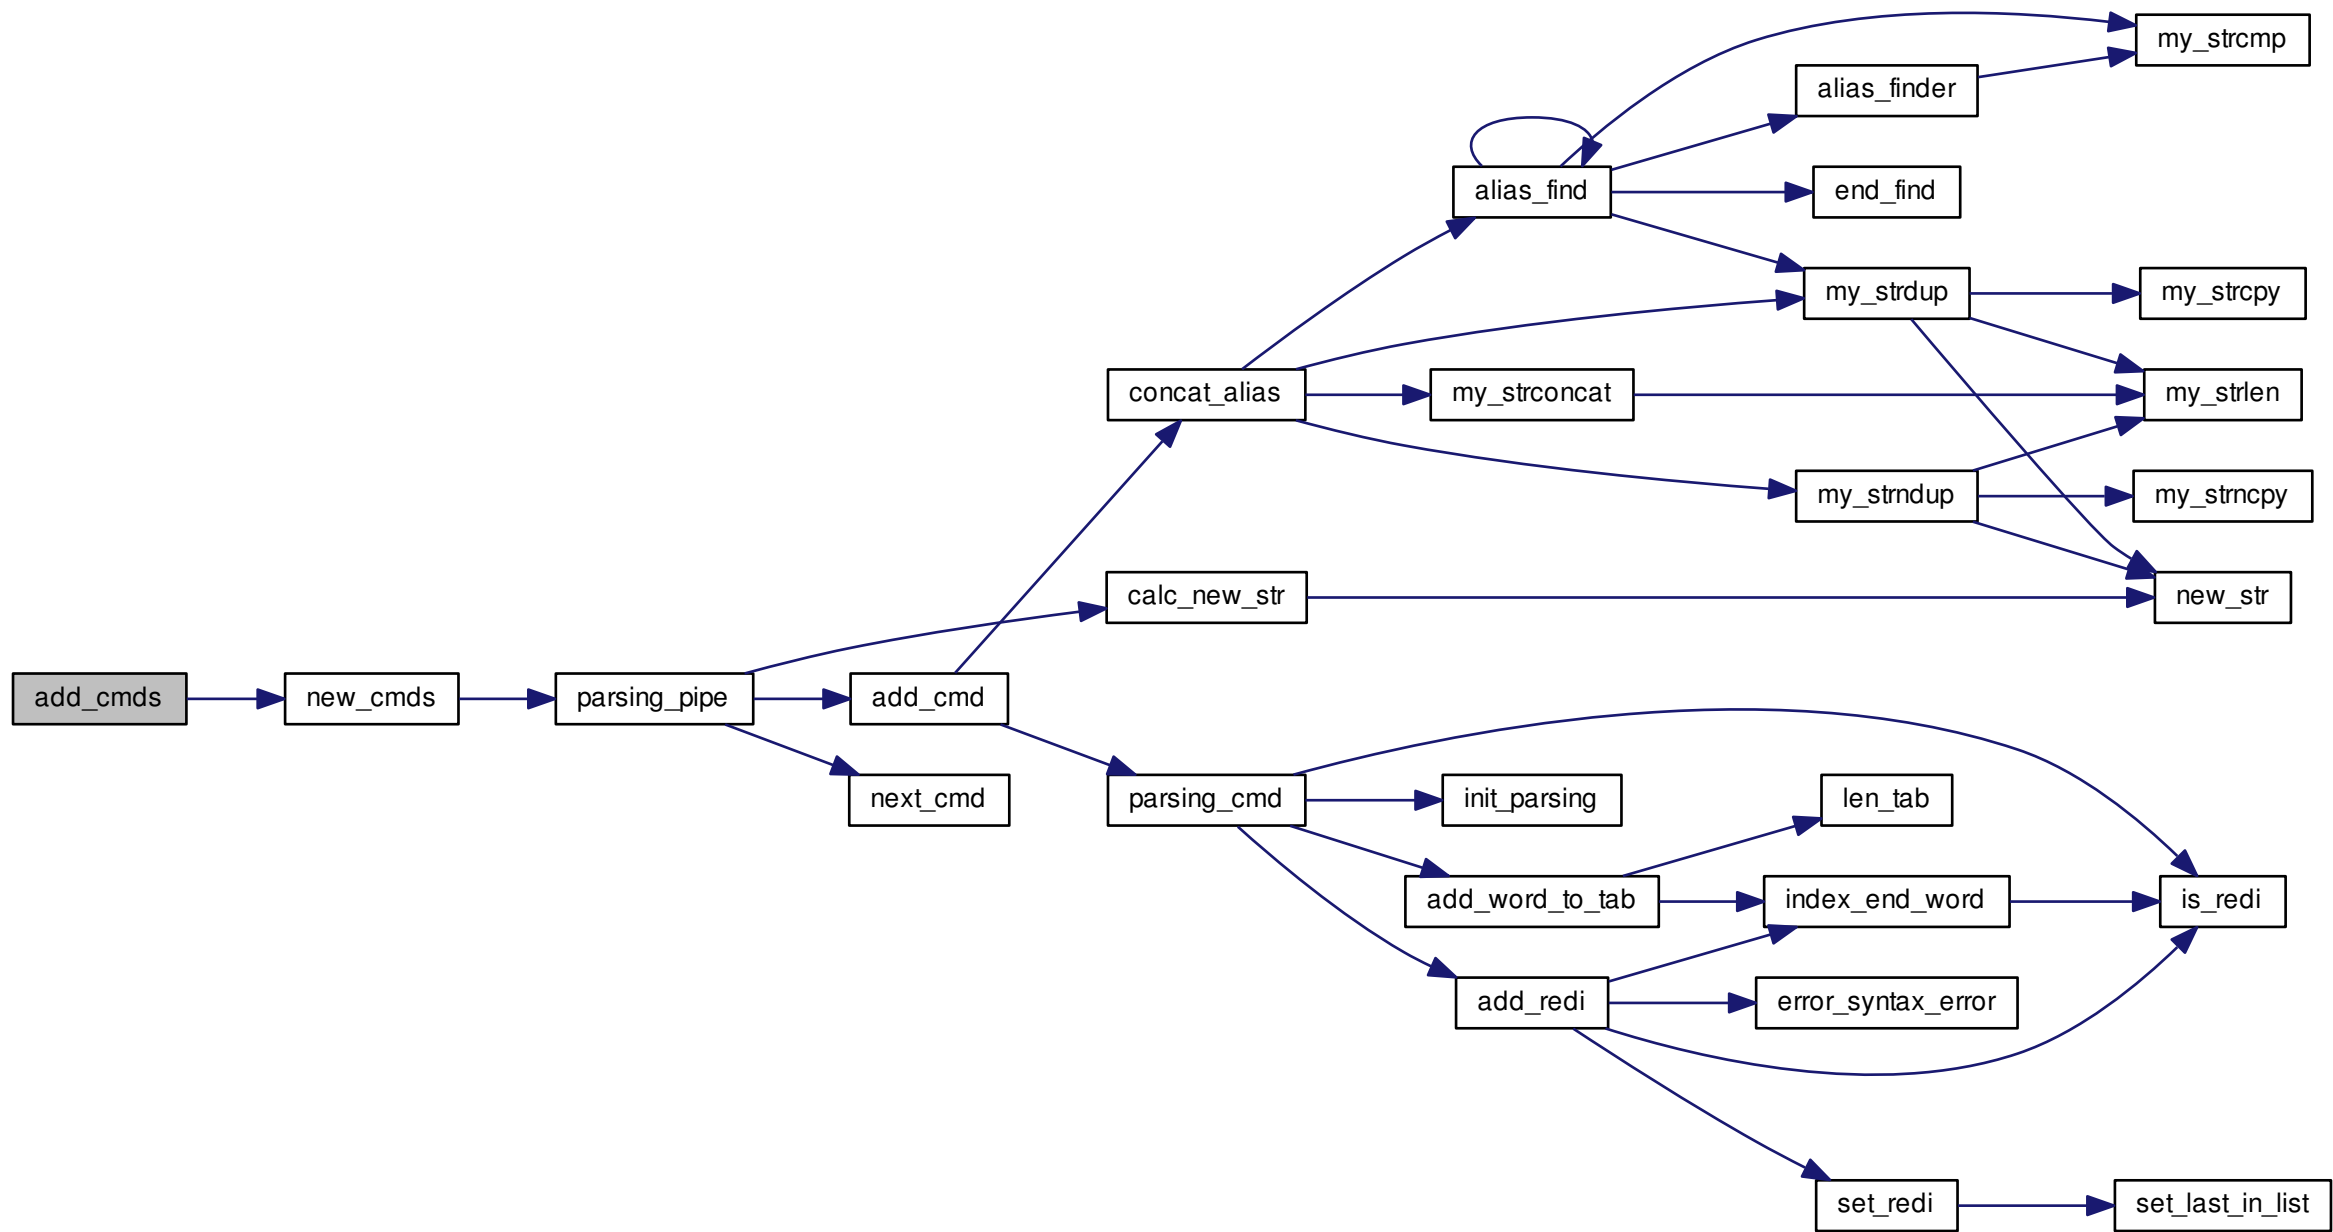 my_strcmp
alias_finder
alias_find
end_find
my_strdup
my_strcpy
concat_alias
my_strconcat
my_strlen
my_strndup
my_strncpy
calc_new_str
new_str
add_cmds
new_cmds
parsing_pipe
add_cmd
next_cmd
parsing_cmd
init_parsing
len_tab
add_word_to_tab
index_end_word
is_redi
add_redi
error_syntax_error
set_redi
set_last_in_list